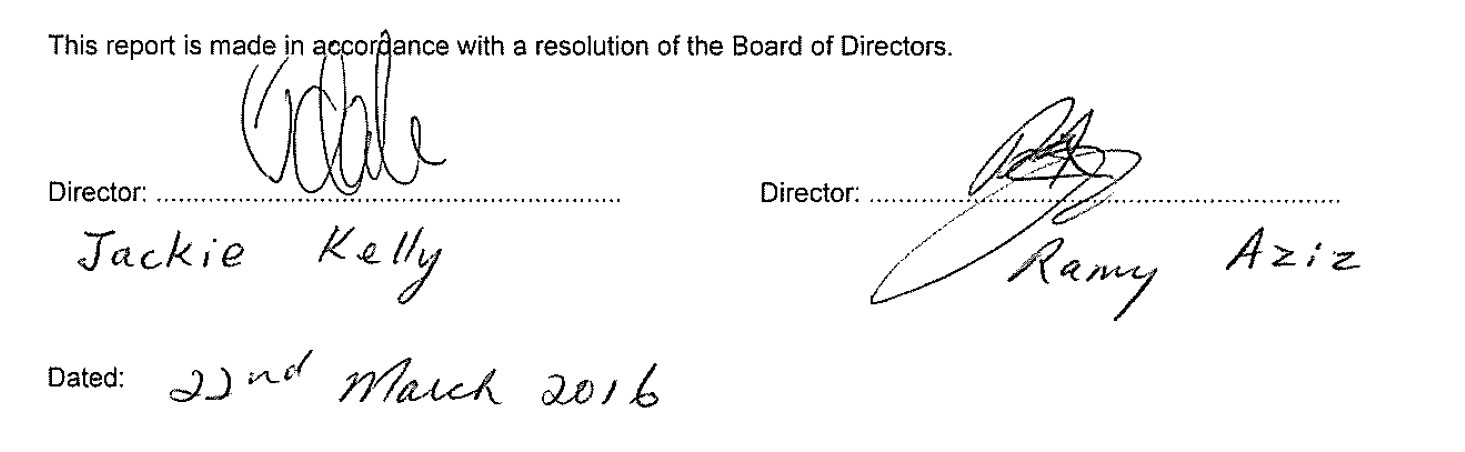 This report is made in accordance with a resolution of the Board of Directors.
Director: ........................................................ Director: ........................................................
Jackie Kelly Ramy Aziz
Dated: 22nd March 2016